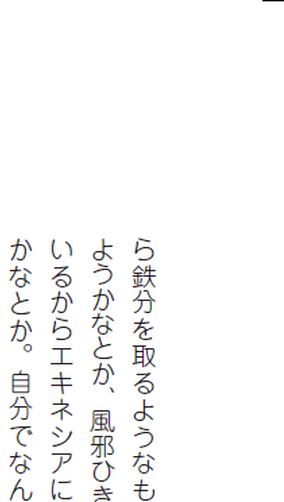 ら鉄分を取るようなも
ようかなとか、風邪ひき
いるからエキネシアに
かなとか。自分でなん